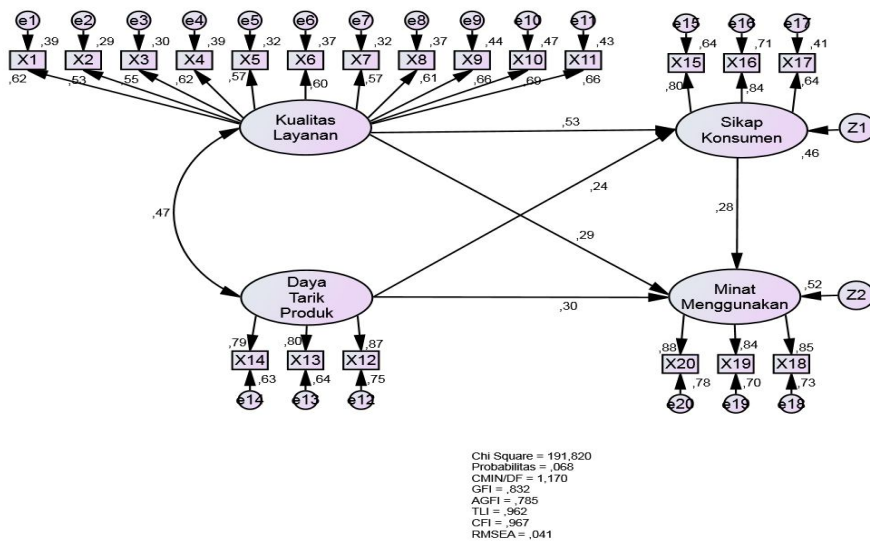 e1 e2 e3 e4 e5 e6 e7 e8 e9 e10 e11
,39 ,29 ,30 ,39 ,32 ,37 ,32 ,37 ,44 ,47 ,43
X1 X2 X3 X4 X5 X6 X7 X8 X9 X10 X11
,62 ,53 ,55 ,62 ,57 ,60 ,57 ,61 ,66 ,69 ,66
e15 e16 e17
,64 ,71 ,41
X15 X16 X17
,80 ,84 ,64
Kualitas
Layanan
Sikap
Konsumen
Z1
,46
,53
,24
,47
,28
,29
,30
Daya
Tarik
Produk
Minat
Menggunakan
,52
Z2
,79 ,80 ,87
X14 X13 X12
,63 ,64 ,75
e14 e13 e12
,88 ,84 ,85
X20 X19 X18
,78 ,70 ,73
e20 e19 e18
Chi Square = 191,820
Probabilitas = ,068
CMIN/DF = 1,170
GFI = ,832
AGFI = ,785
TLI = ,962
CFI = ,967
RMSEA = ,041